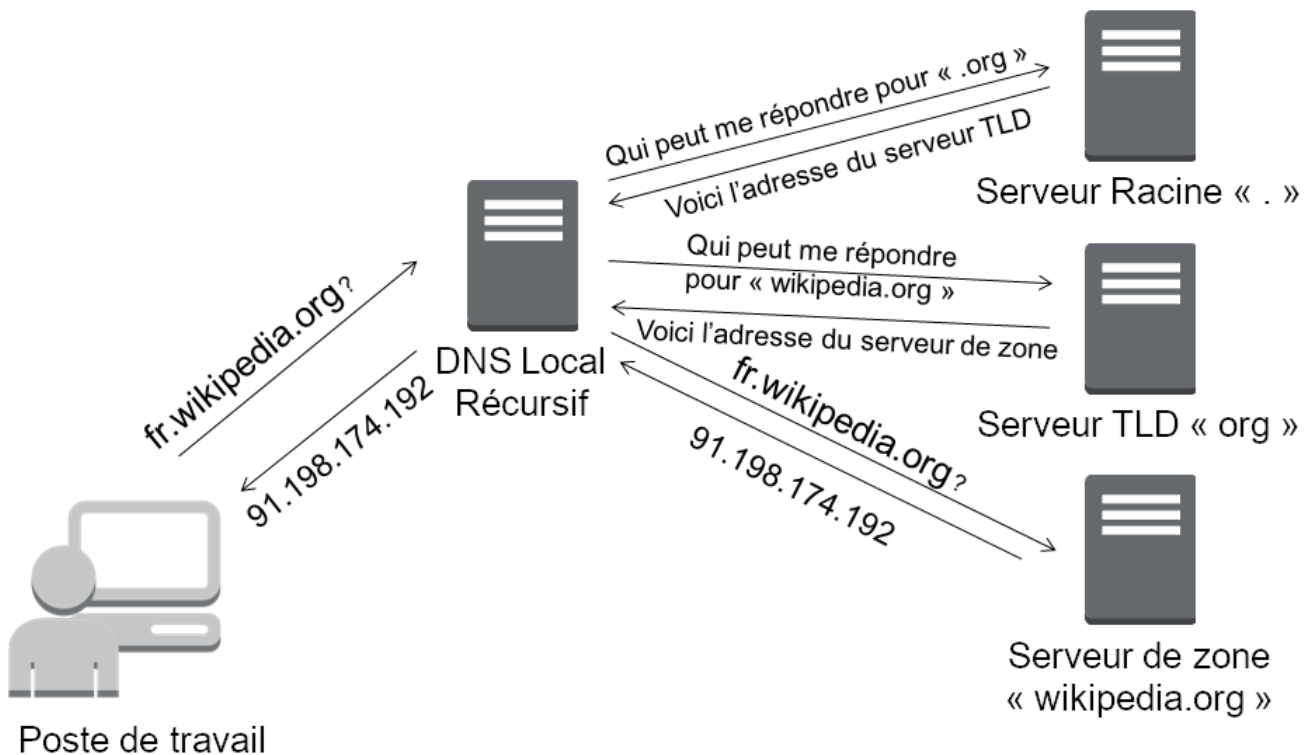 Qui peut me répondre pour « .org »
Voici l’adresse du serveur TLD
Serveur Racine « . »
Qui peut me répondre
pour « wikipedia.org »
Voici l’adresse du serveur de zone
Serveur TLD « org »
fr.wikipedia.org ?
91.198.174.192
DNS Local
Récursif
fr.wikipedia.org ?
91.198.174.192
Serveur de zone
« wikipedia.org »
Poste de travail